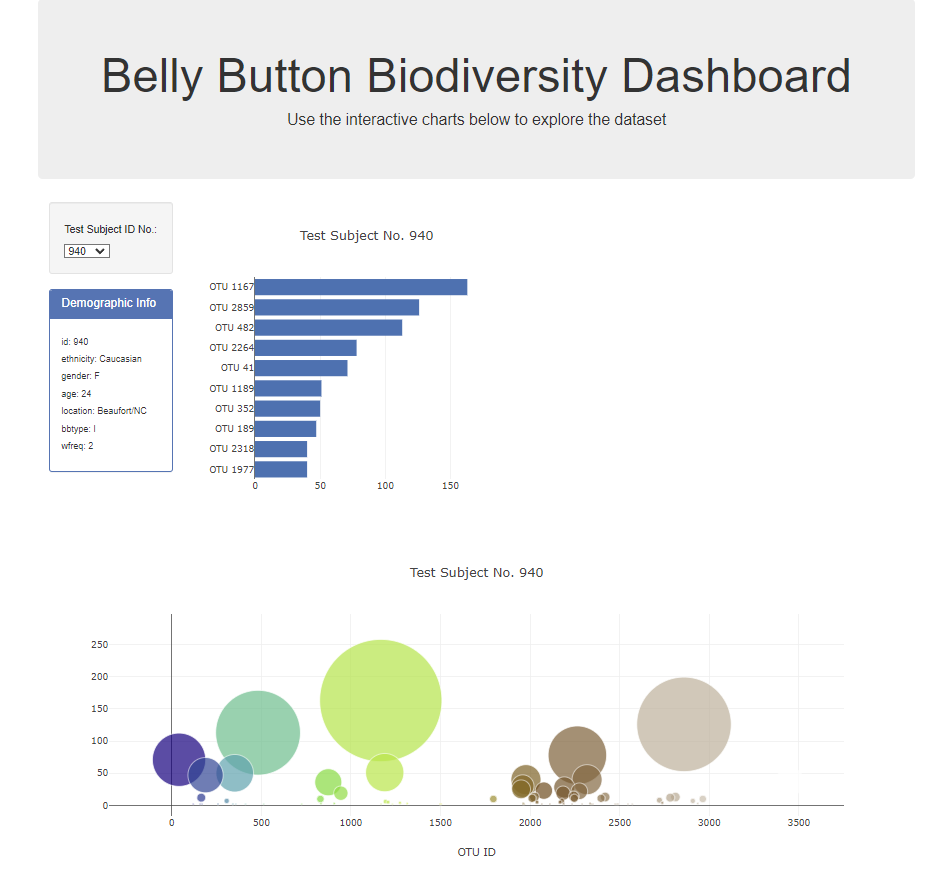 Belly Button Biodiversity Dashboard
Use the interactive charts below to explore the dataset
Test Subject ID No.:
940
Demographic Info
id: 940
ethnicity: Caucasian
gender: F
age: 24
location: Beaufort/NC
bbtype: I
wfreq: 2
Test Subject No. 940
OTU 1167
OTU 2859
OTU 482
OTU 2264
OTU 41
OTU 1189
OTU 352
OTU 189
OTU 2318
OTU 1977
0 50 100 150
Test Subject No. 940
250
200
150
100
50
0
0 500 1000 1500 2000 2500 3000 3500
OTU ID